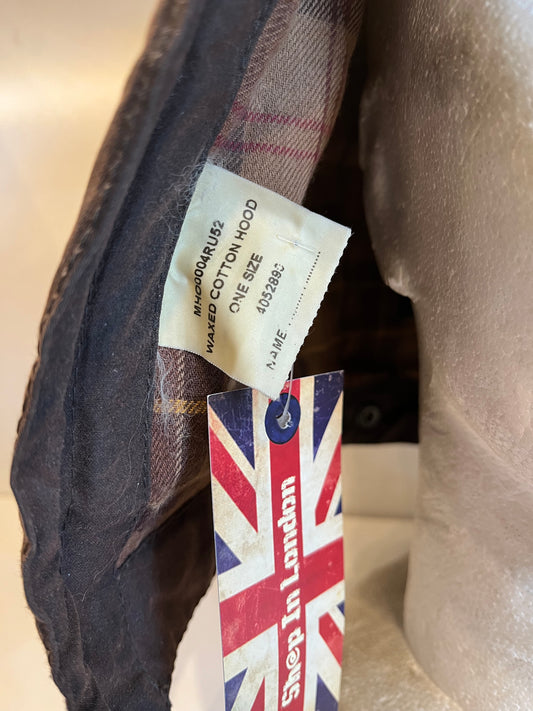 MHO0004RU52
WAXED COTTON HOOD
ONE SIZE
4052893
NAME ..............
Shop In London